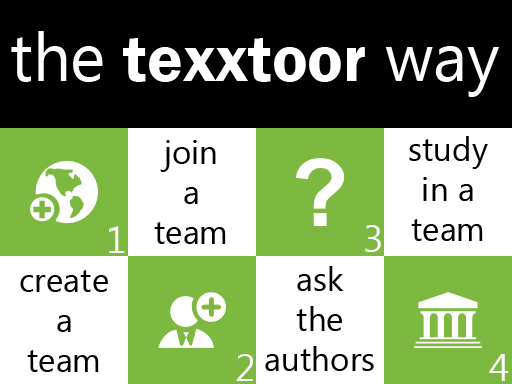 the texxtoor way
1
join
a
team
?
3
study
in a
team
create
a
team
2
ask
the
authors
4